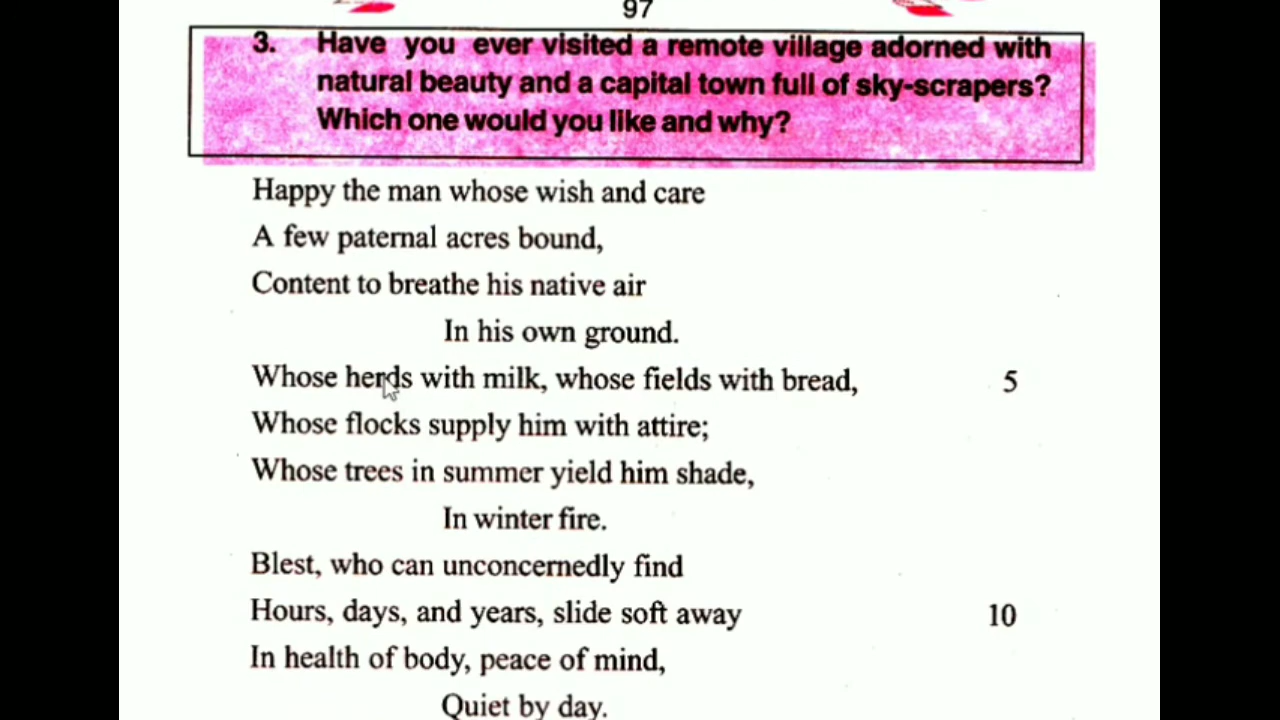 97
3. Have you ever visited a remote village adorned with
natural beauty and a capital town full of sky-scrapers?
Which one would you like and why?
Happy the man whose wish and care
A few paternal acres bound,
Content to breathe his native air
In his own ground.
Whose herds with milk, whose fields with bread, 5
Whose flocks supply him with attire;
Whose trees in summer yield him shade,
In winter fire.
Blest, who can unconcernedly find
Hours, days, and years, slide soft away 10
In health of body, peace of mind,
Quiet by day.